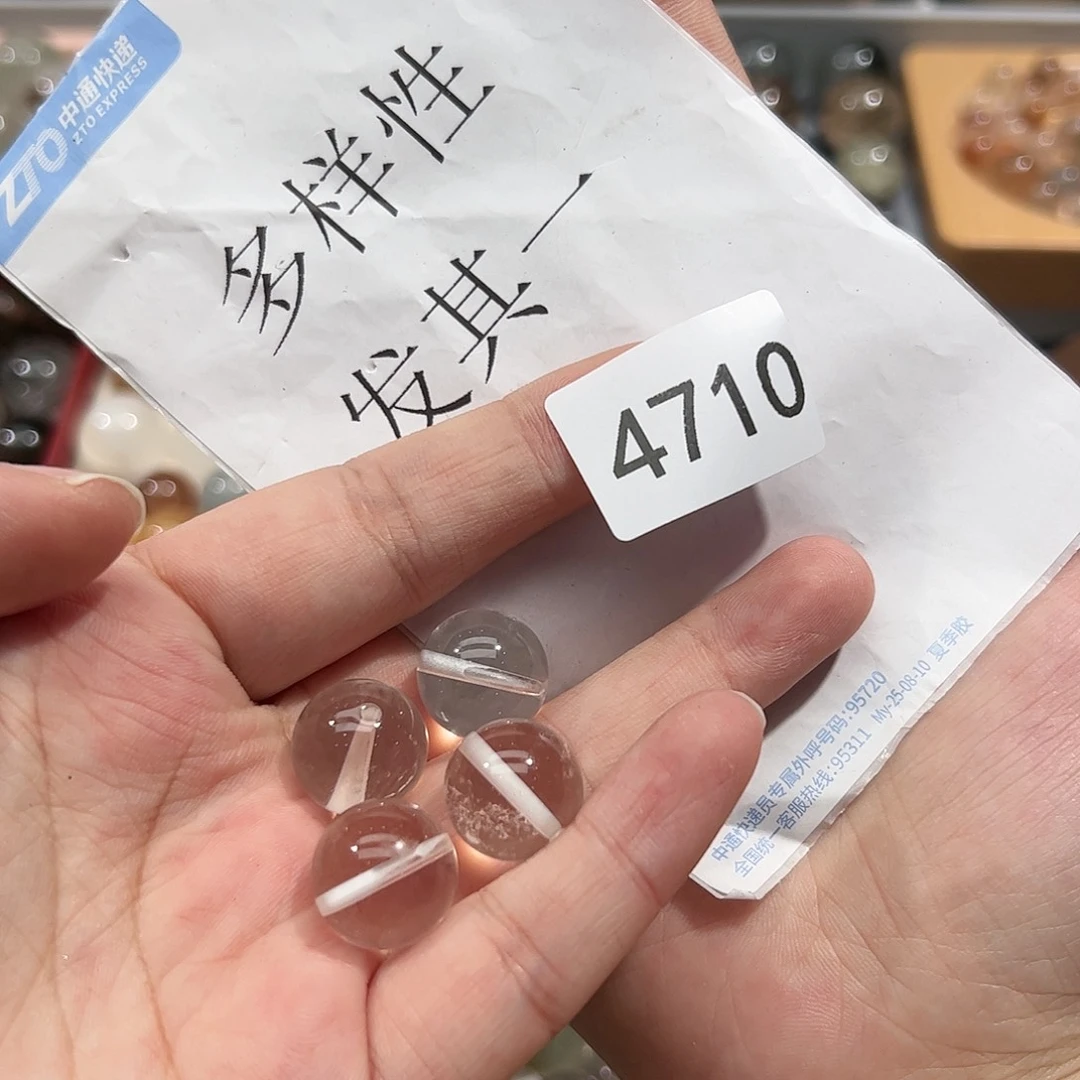 ZTO 中通快递
ZTO EXPRESS
多样性
发其一
4710
中通快递员专属外呼号码:95720
全国统一客服热线:95311 My-25-08-10 夏季胶